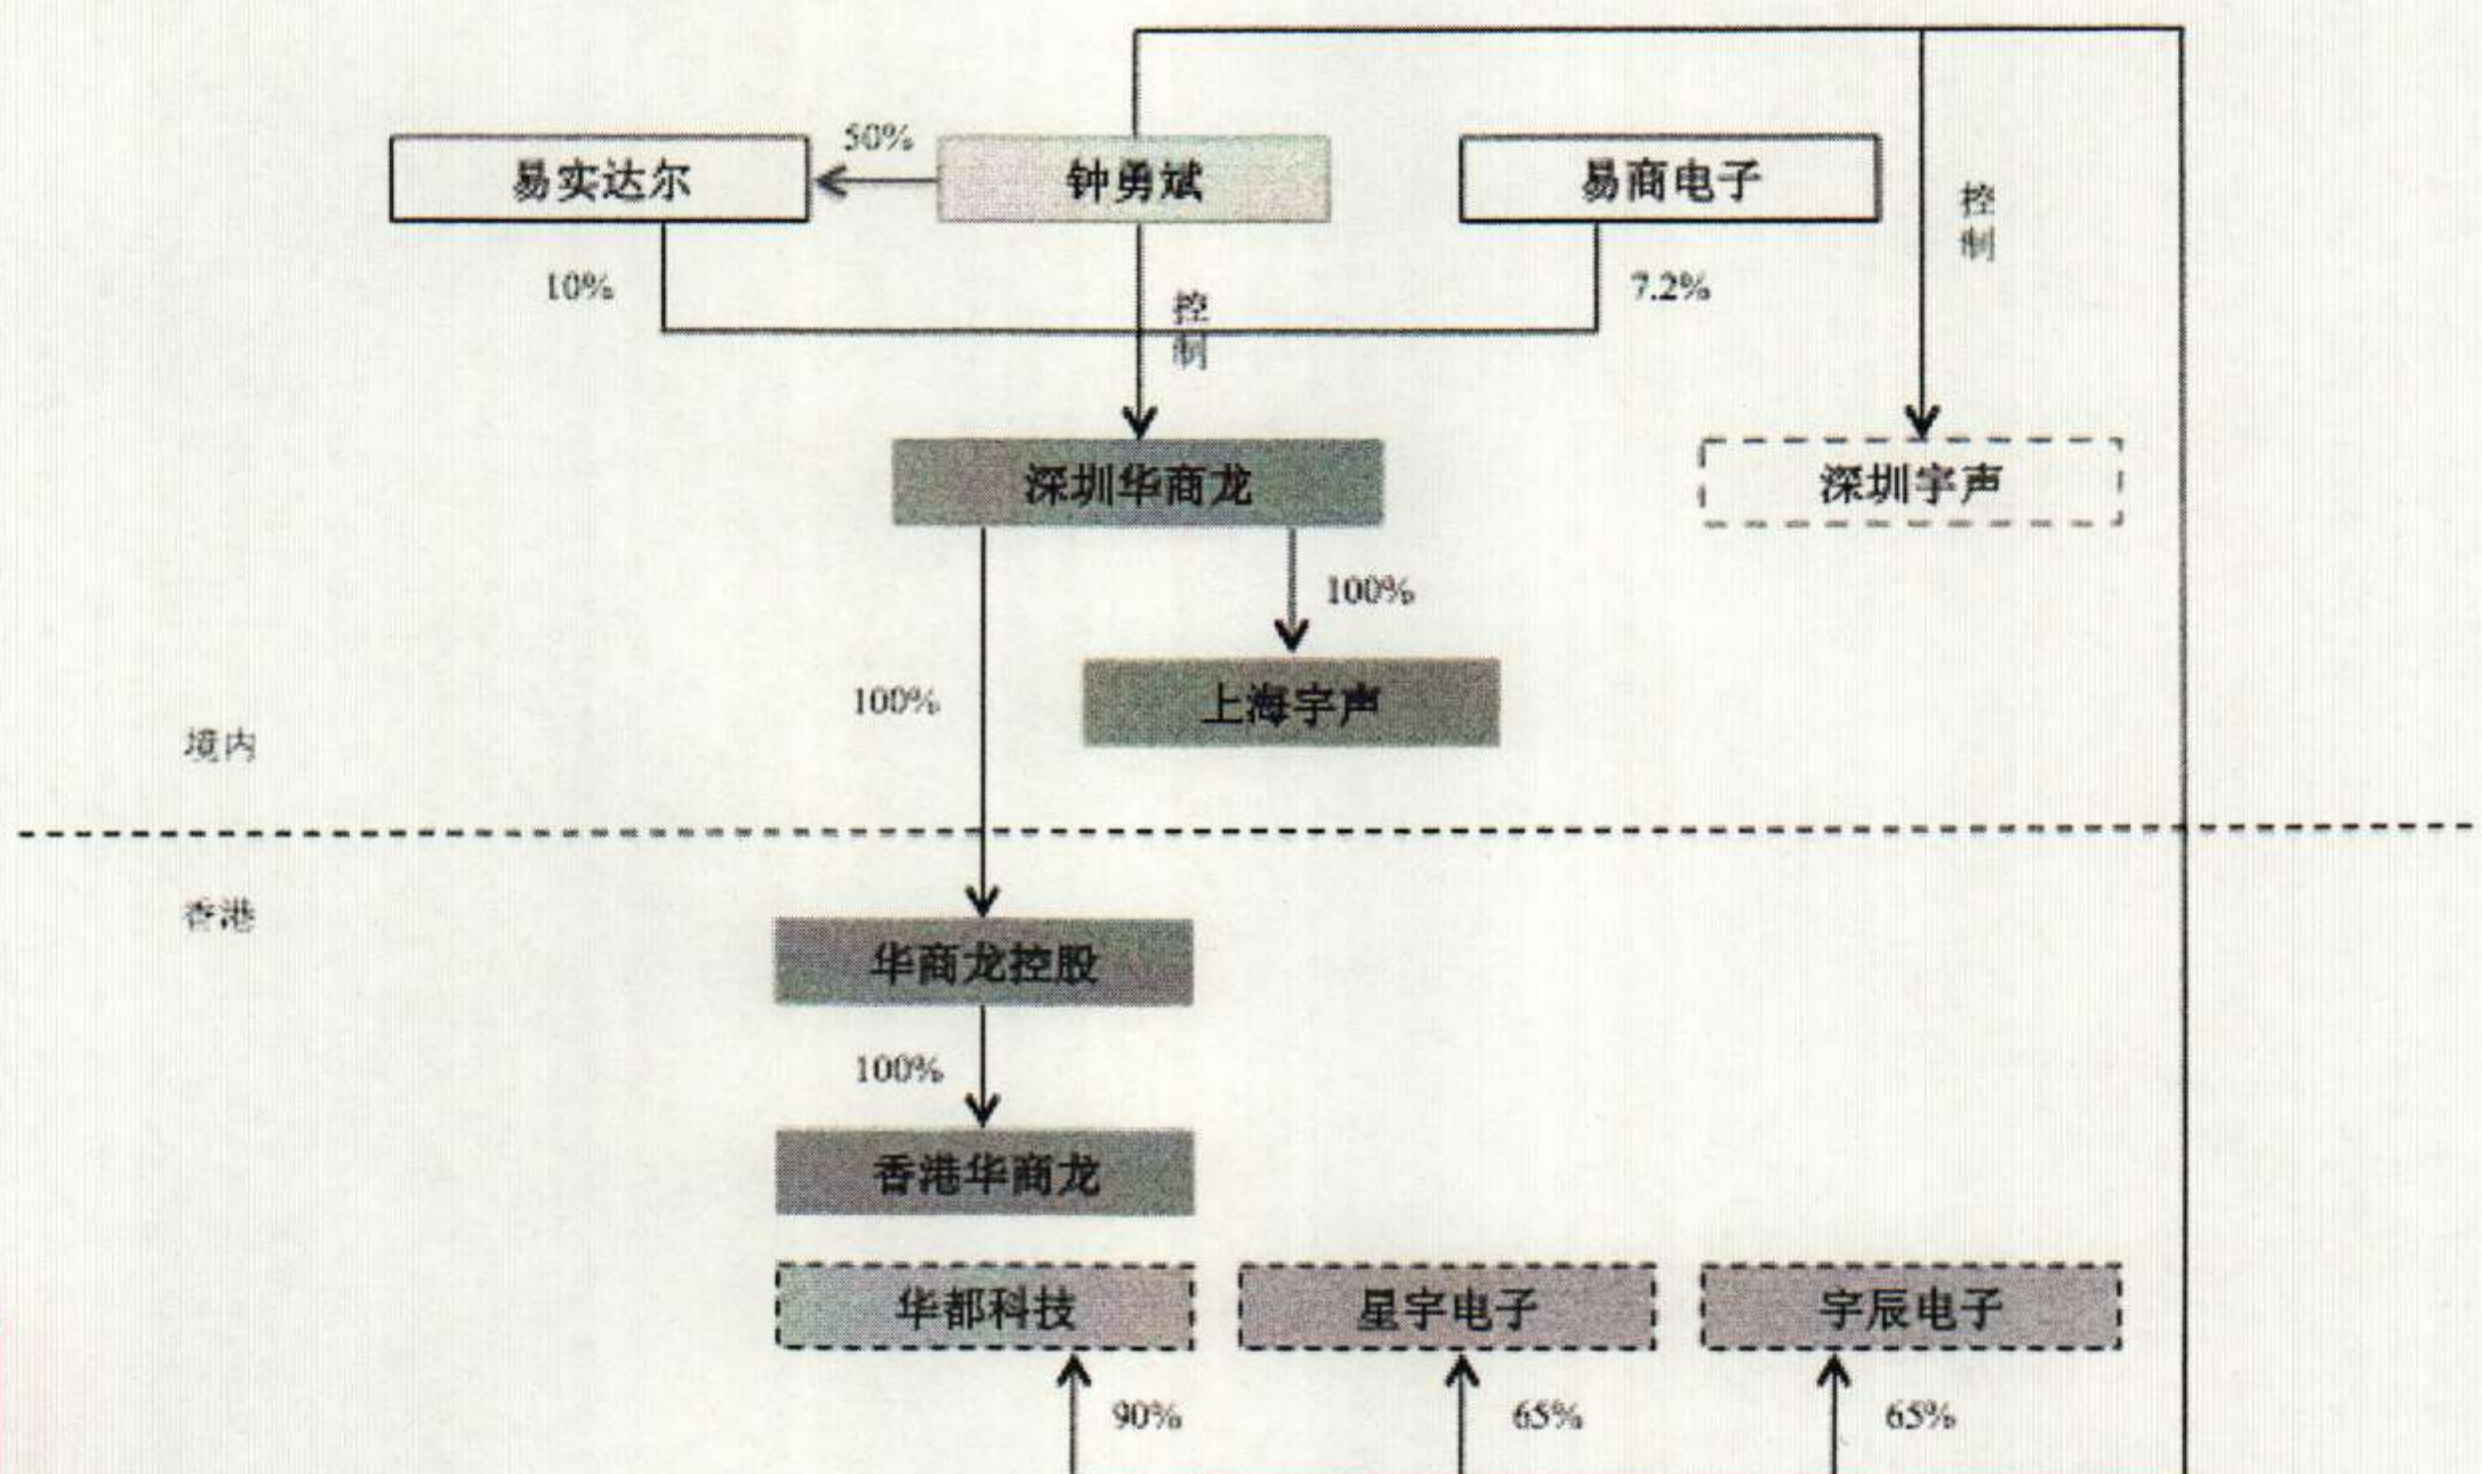 50%
易实达尔
钟勇斌
易商电子
控制
10%
控制
7.2%
深圳华商龙
深圳宇声
100%
上海宇声
100%
境内
香港
华商龙控股
100%
香港华商龙
华都科技
星宇电子
宇辰电子
90%
65%
65%